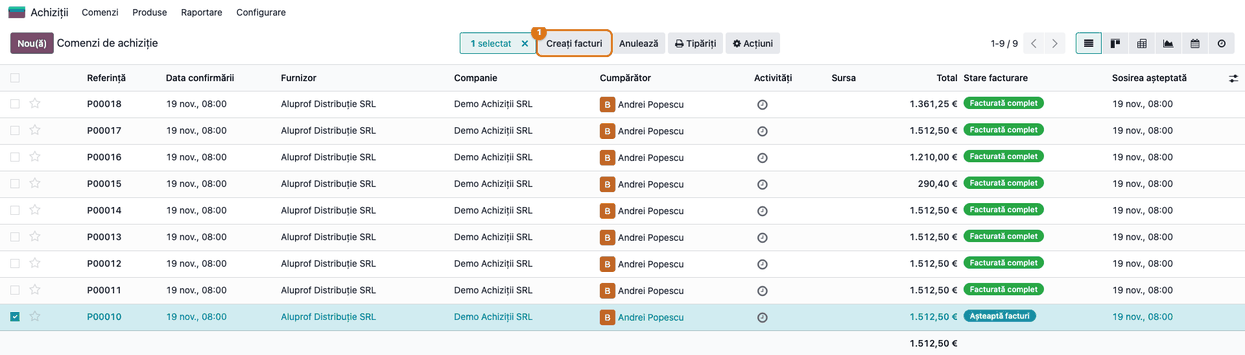 Achiziții Comenzi Produse Raportare Configurare
1
Nou(ă) Comenzi de achiziție 1 selectat × Creați facturi Anulează Tipăriți Acțiuni 1-9 / 9
Referință Data confirmării Furnizor Companie Cumpărător Activități Sursa Total Stare facturare Sosirea așteptată
P00018 19 nov., 08:00 Aluprof Distribuție SRL Demo Achiziții SRL B Andrei Popescu 1.361,25 € Facturată complet 19 nov., 08:00
P00017 19 nov., 08:00 Aluprof Distribuție SRL Demo Achiziții SRL B Andrei Popescu 1.512,50 € Facturată complet 19 nov., 08:00
P00016 19 nov., 08:00 Aluprof Distribuție SRL Demo Achiziții SRL B Andrei Popescu 1.210,00 € Facturată complet 19 nov., 08:00
P00015 19 nov., 08:00 Aluprof Distribuție SRL Demo Achiziții SRL B Andrei Popescu 290,40 € Facturată complet 19 nov., 08:00
P00014 19 nov., 08:00 Aluprof Distribuție SRL Demo Achiziții SRL B Andrei Popescu 1.512,50 € Facturată complet 19 nov., 08:00
P00013 19 nov., 08:00 Aluprof Distribuție SRL Demo Achiziții SRL B Andrei Popescu 1.512,50 € Facturată complet 19 nov., 08:00
P00012 19 nov., 08:00 Aluprof Distribuție SRL Demo Achiziții SRL B Andrei Popescu 1.512,50 € Facturată complet 19 nov., 08:00
P00011 19 nov., 08:00 Aluprof Distribuție SRL Demo Achiziții SRL B Andrei Popescu 1.512,50 € Facturată complet 19 nov., 08:00
P00010 19 nov., 08:00 Aluprof Distribuție SRL Demo Achiziții SRL B Andrei Popescu 1.512,50 € Așteaptă facturi 19 nov., 08:00
1.512,50 €